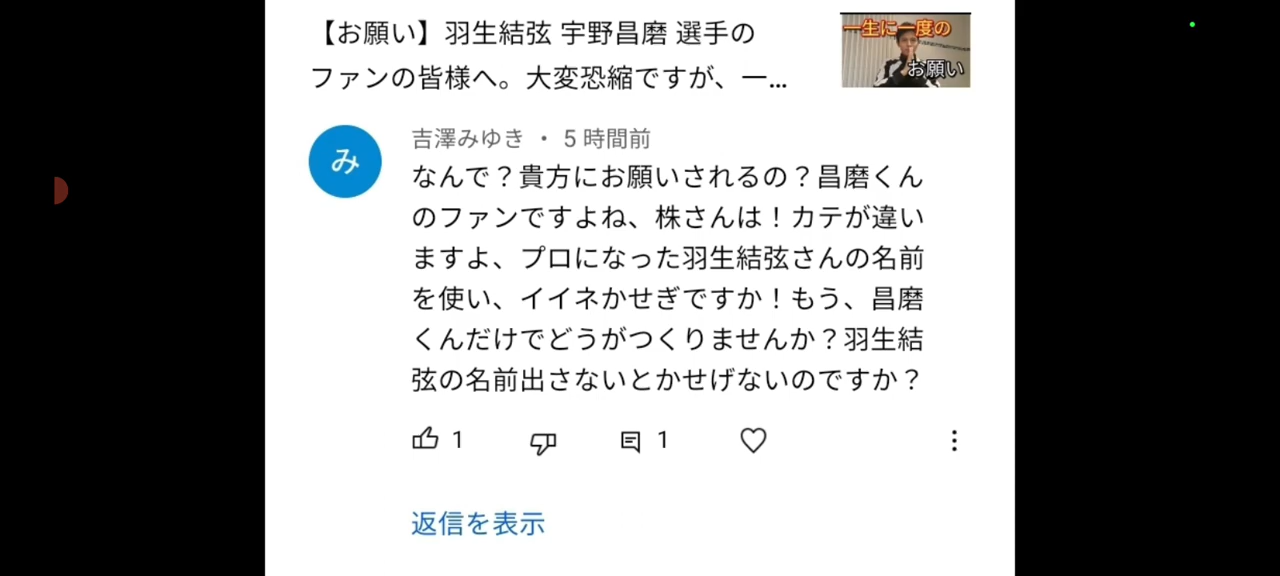 【お願い】羽生結弦 宇野昌磨 選手の
ファンの皆様へ。大変恐縮ですが、一...
一生に一度の
お願い
み
吉澤みゆき ・ 5 時間前
なんで？貴方にお願いされるの？昌磨くん
のファンですよね、株さんは！カテが違い
ますよ、プロになった羽生結弦さんの名前
を使い、イイネかせぎですか！もう、昌磨
くんだけでどうがつくりませんか？羽生結
弦の名前出さないとかせげないのですか？
1
1
返信を表示